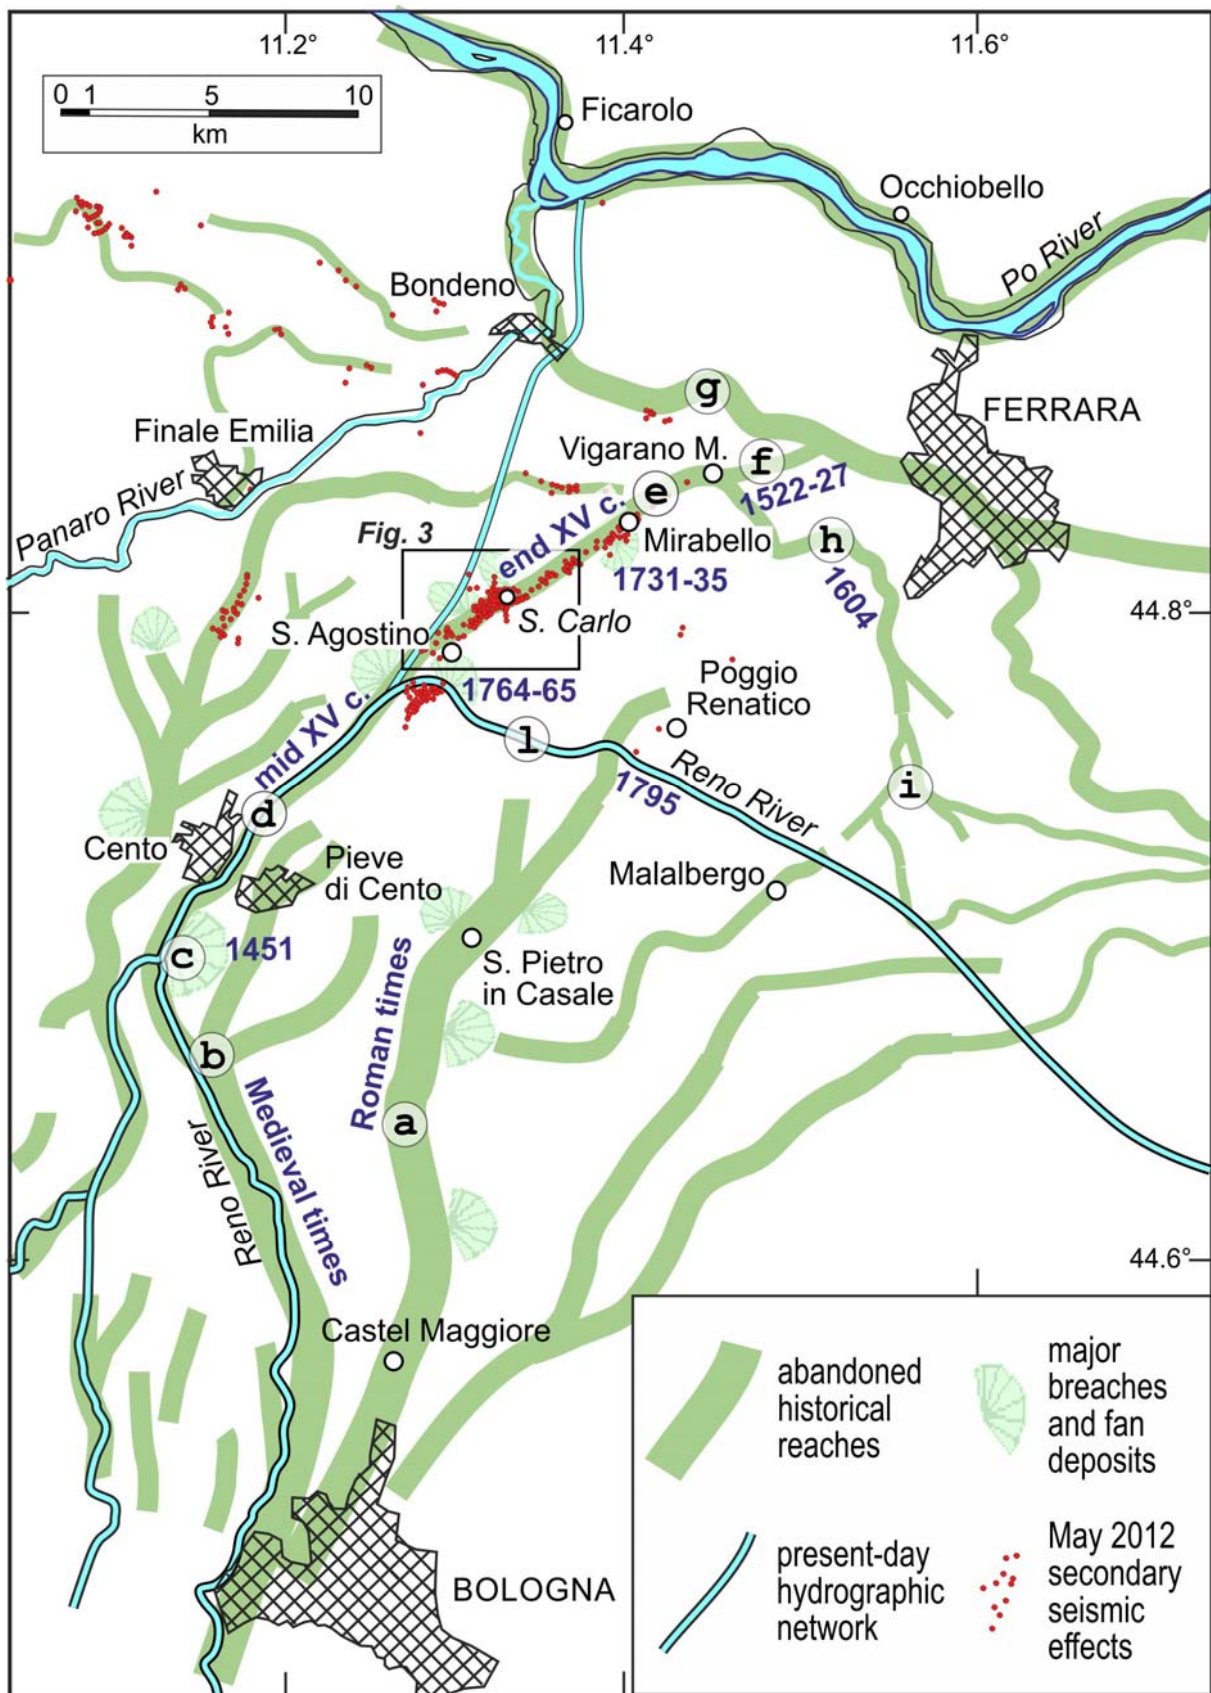 11.2°
11.4°
11.6°
0 1 5 10
km
Ficarolo
Occhiobello
Po River
Bondeno
g
FERRARA
Finale Emilia
Vigarano M.
f
1522-27
Panaro River
e
end XV c.
Fig. 3
Mirabello
h
1731-35
1604
44.8°
S. Carlo
S. Agostino
1764-65
Poggio
Renatico
mid XV c.
l
1795
Reno River
i
d
Cento
Pieve
di Cento
Malalbergo
c
1451
S. Pietro
in Casale
Roman times
b
a
Medieval times
Reno River
44.6°
Castel Maggiore
BOLOGNA
abandoned
historical
reaches
major
breaches
and fan
deposits
present-day
hydrographic
network
May 2012
secondary
seismic
effects